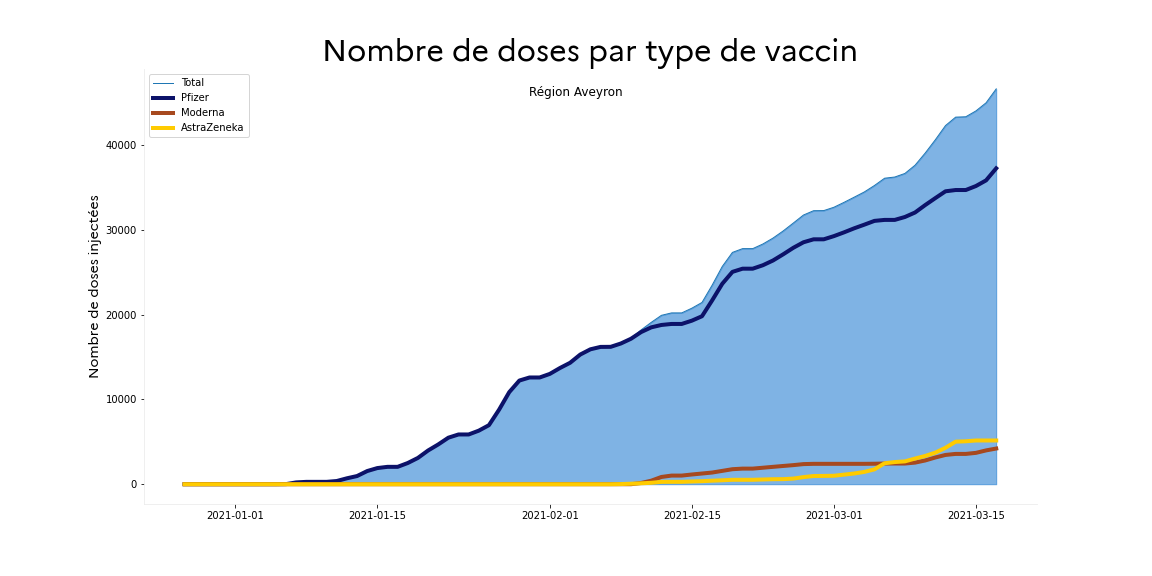 Nombre de doses par type de vaccin
Région Aveyron
Total
Pfizer
Moderna
AstraZeneka
Nombre de doses injectées
40000
30000
20000
10000
0
2021-01-01
2021-01-15
2021-02-01
2021-02-15
2021-03-01
2021-03-15